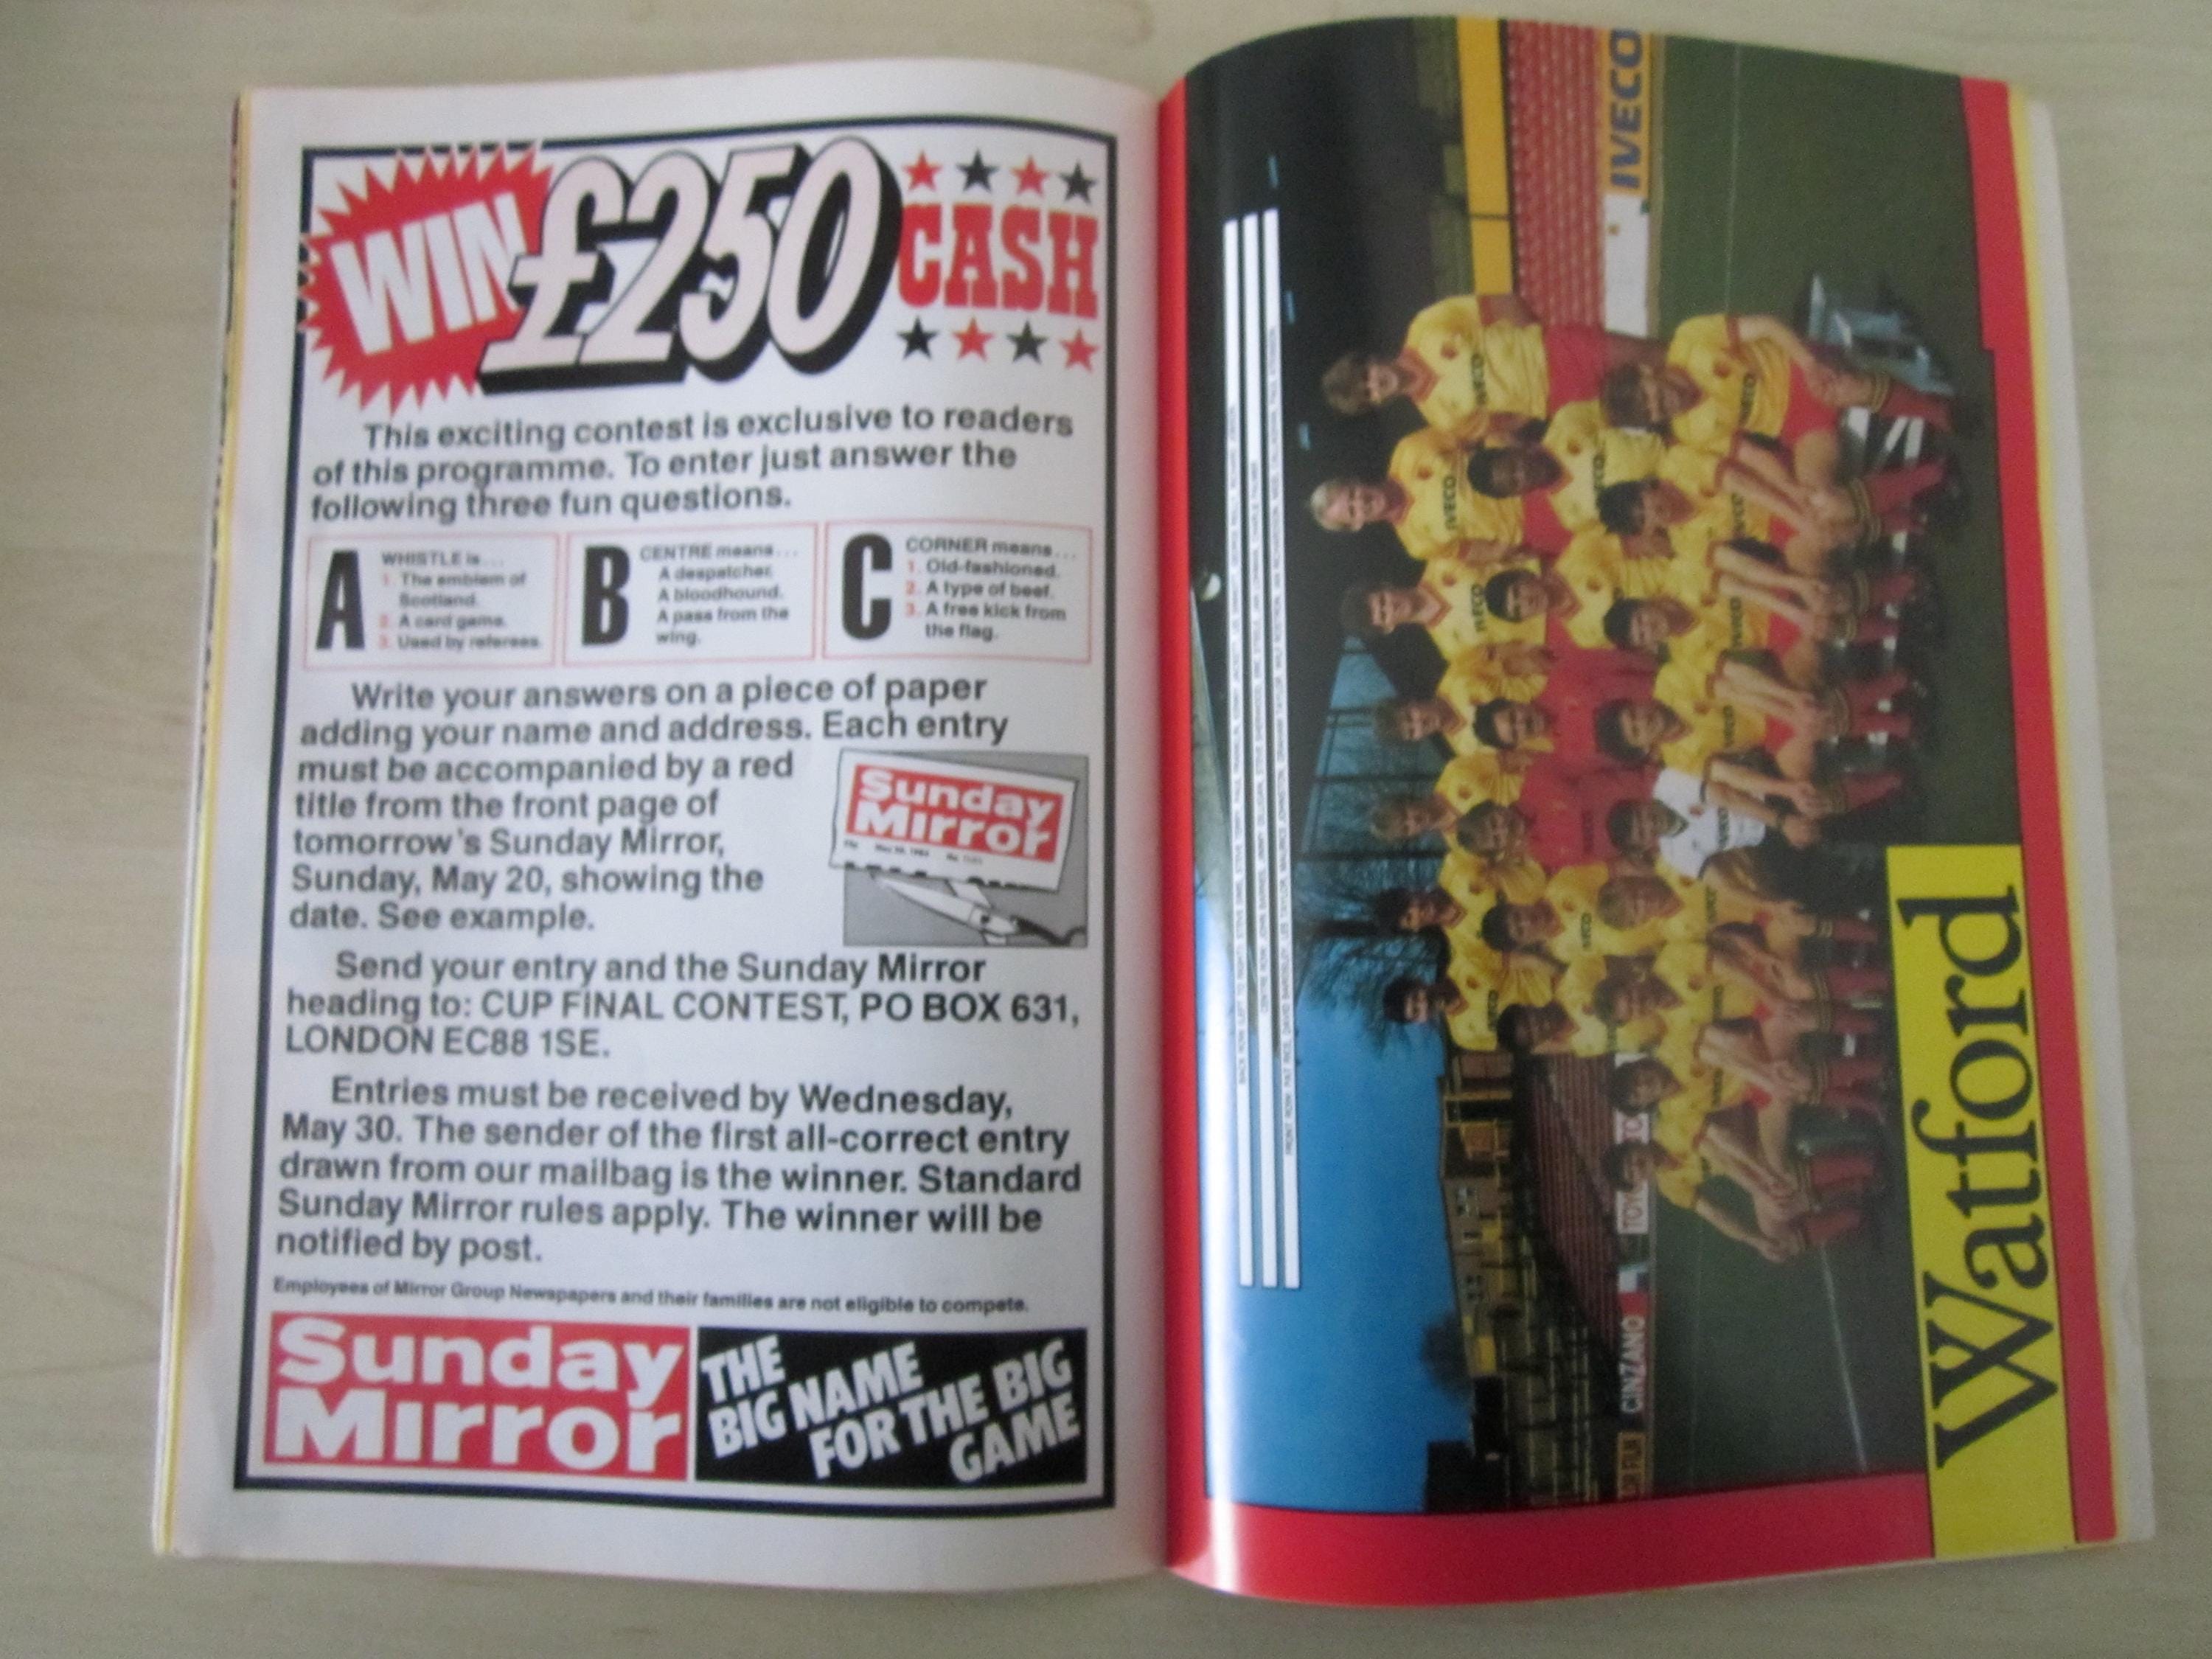 WIN £250 CASH
This exciting contest is exclusive to readers
of this programme. To enter just answer the
following three fun questions.
A
WHISTLE is...
1. The emblem of
Scotland.
2. A card game.
3. Used by referees.
B
CENTRE means...
A despatcher.
A bloodhound.
A pass from the
wing.
C
CORNER means...
1. Old-fashioned.
2. A type of beef.
3. A free kick from
the flag.
Write your answers on a piece of paper
adding your name and address. Each entry
must be accompanied by a red
title from the front page of
tomorrow's Sunday Mirror,
Sunday, May 20, showing the
date. See example.
Sunday
Mirror
Send your entry and the Sunday Mirror
heading to: CUP FINAL CONTEST, PO BOX 631,
LONDON EC88 1SE.
Entries must be received by Wednesday,
May 30. The sender of the first all-correct entry
drawn from our mailbag is the winner. Standard
Sunday Mirror rules apply. The winner will be
notified by post.
Employees of Mirror Group Newspapers and their families are not eligible to compete.
Sunday
Mirror
THE
BIG NAME
FOR THE BIG
GAME
IVECO
CINZANO
Watford